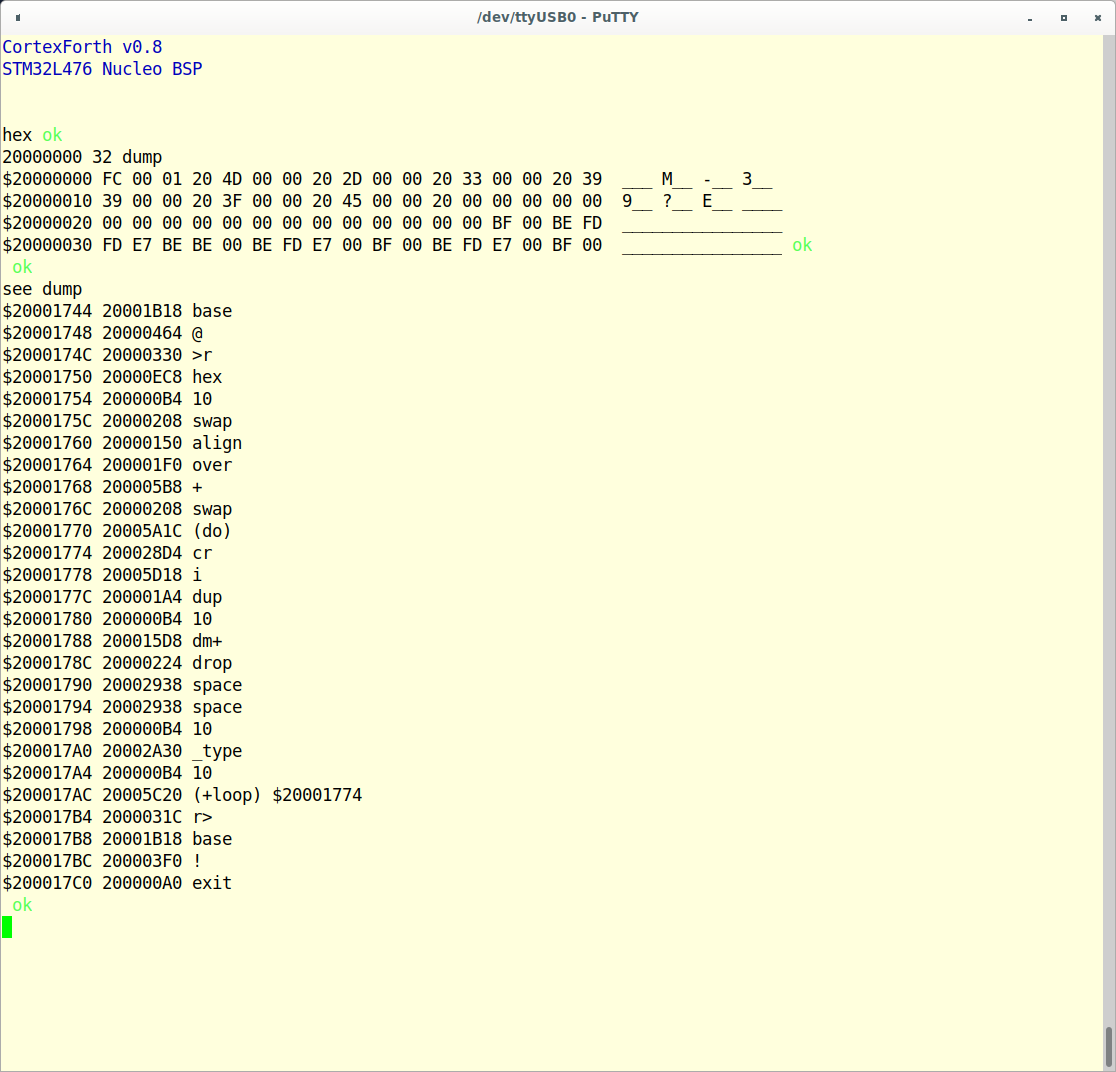 /dev/ttyUSB0 - PuTTY
CortexForth v0.8
STM32L476 Nucleo BSP
hex ok
20000000 32 dump
$20000000 FC 00 01 20 4D 00 00 20 2D 00 00 20 33 00 00 20 39  ___ M__ -__ 3__
$20000010 39 00 00 20 3F 00 00 20 45 00 00 20 00 00 00 00 00  9__ ?__ E__ ____
$20000020 00 00 00 00 00 00 00 00 00 00 00 00 00 BF 00 BE FD  ________________
$20000030 FD E7 BE BE 00 BE FD E7 00 BF 00 BE FD E7 00 BF 00  ________________ ok
ok
see dump
$20001744 20001B18 base
$20001748 20000464 @
$2000174C 20000330 >r
$20001750 20000EC8 hex
$20001754 200000B4 10
$2000175C 20000208 swap
$20001760 20000150 align
$20001764 200001F0 over
$20001768 200005B8 +
$2000176C 20000208 swap
$20001770 20005A1C (do)
$20001774 200028D4 cr
$20001778 20005D18 i
$2000177C 200001A4 dup
$20001780 200000B4 10
$20001788 200015D8 dm+
$2000178C 20000224 drop
$20001790 20002938 space
$20001794 20002938 space
$20001798 200000B4 10
$200017A0 20002A30 _type
$200017A4 200000B4 10
$200017AC 20005C20 (+loop) $20001774
$200017B4 2000031C r>
$200017B8 20001B18 base
$200017BC 200003F0 !
$200017C0 200000A0 exit
ok